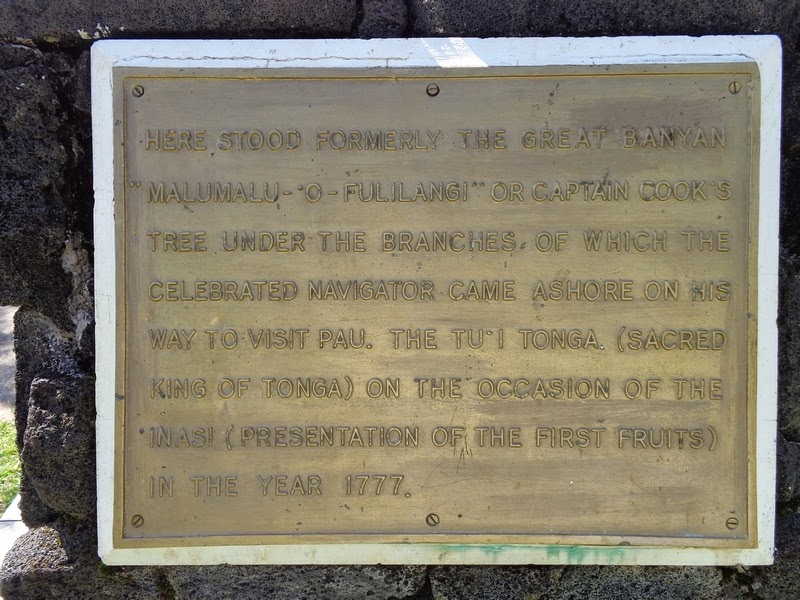 HERE STOOD FORMERLY THE GREAT BANYAN
"MALUMALU-'O-FULILANGI" OR CAPTAIN COOK'S
TREE UNDER THE BRANCHES OF WHICH THE
CELEBRATED NAVIGATOR CAME ASHORE ON HIS
WAY TO VISIT PAU. THE TU'I TONGA. (SACRED
KING OF TONGA) ON THE OCCASION OF THE
INASI (PRESENTATION OF THE FIRST FRUITS)
IN THE YEAR 1777.